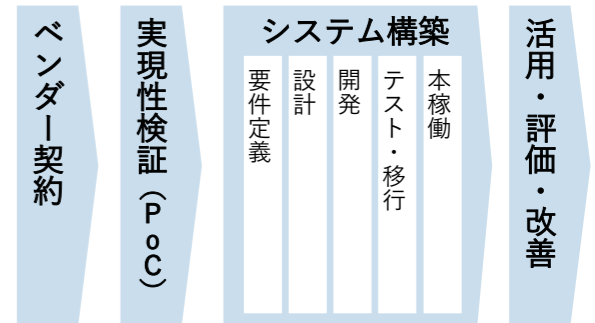 ベンダー契約
実現性検証（PoC）
システム構築
要件定義
設計
開発
テスト・移行
本稼働
活用・評価・改善